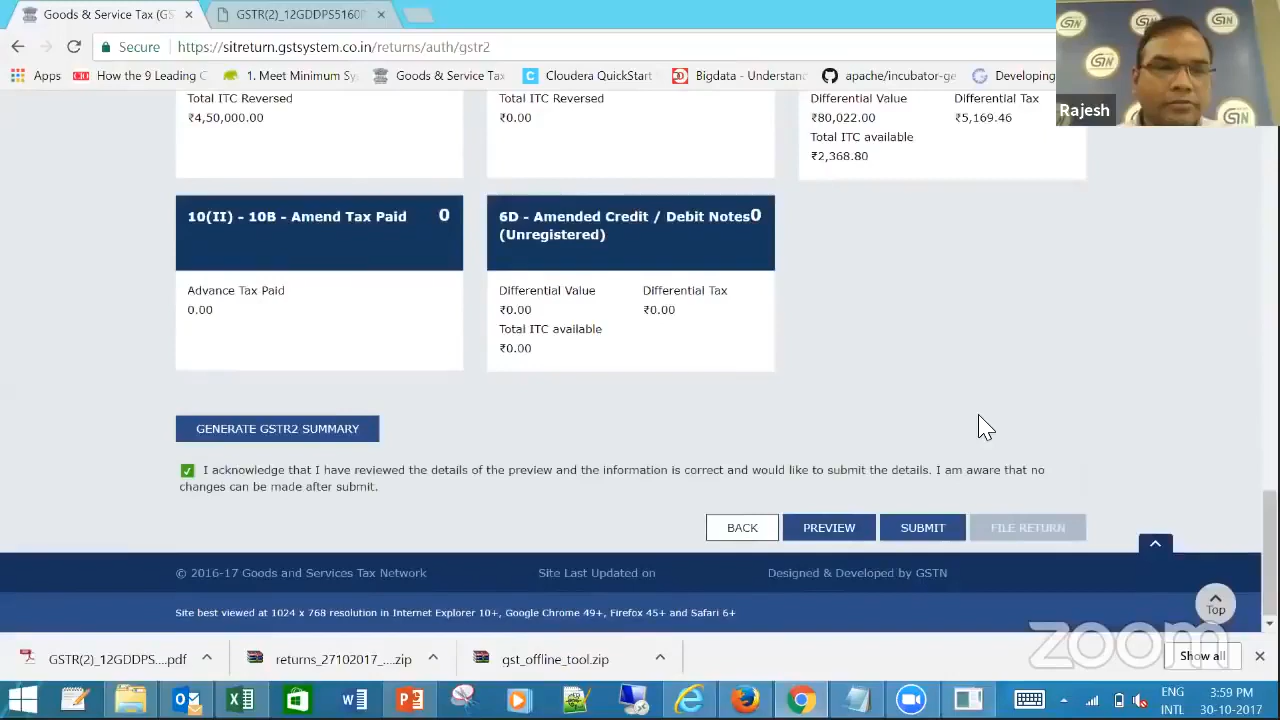 Goods & Service Tax (GST
GSTR(2)_12GDDPS5160F
Secure
https://sitreturn.gstsystem.co.in/returns/auth/gstr2
Apps
How the 9 Leading C
1. Meet Minimum Sy
Goods & Service Tax
Cloudera QuickStart
Bigdata - Understand
apache/incubator-ge
Developing
Rajesh
Total ITC Reversed
₹4,50,000.00
Total ITC Reversed
₹0.00
Differential Value
Differential Tax
₹80,022.00
₹5,169.46
Total ITC available
₹2,368.80
10(II) - 10B - Amend Tax Paid 0
Advance Tax Paid
0.00
6D - Amended Credit / Debit Notes 0
(Unregistered)
Differential Value
Differential Tax
₹0.00
₹0.00
Total ITC available
₹0.00
GENERATE GSTR2 SUMMARY
I acknowledge that I have reviewed the details of the preview and the information is correct and would like to submit the details. I am aware that no
changes can be made after submit.
BACK
PREVIEW
SUBMIT
FILE RETURN
© 2016-17 Goods and Services Tax Network
Site Last Updated on
Designed & Developed by GSTN
Site best viewed at 1024 x 768 resolution in Internet Explorer 10+, Google Chrome 49+, Firefox 45+ and Safari 6+
Top
zoom
GSTR(2)_12GDDPS....pdf
returns_27102017_...zip
gst_offline_tool.zip
Show all
ENG
INTL
3:59 PM
30-10-2017